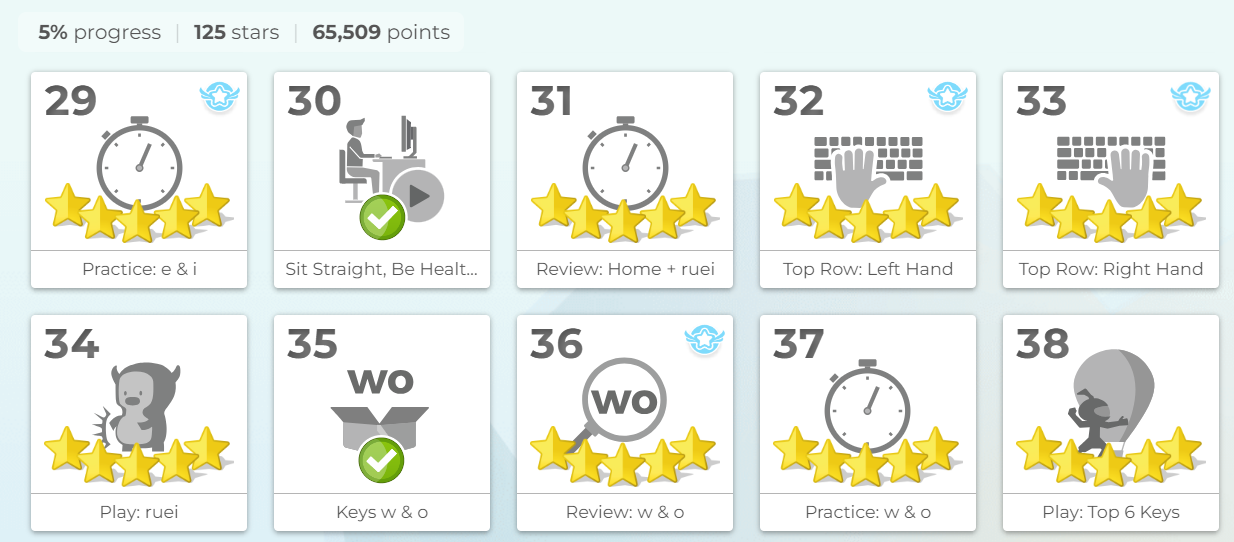 5% progress | 125 stars | 65,509 points
29
30
31
32
33
Practice: e & i
Sit Straight, Be Healt...
Review: Home + ruei
Top Row: Left Hand
Top Row: Right Hand
34
35
36
37
38
wo
wo
Play: ruei
Keys w & o
Review: w & o
Practice: w & o
Play: Top 6 Keys